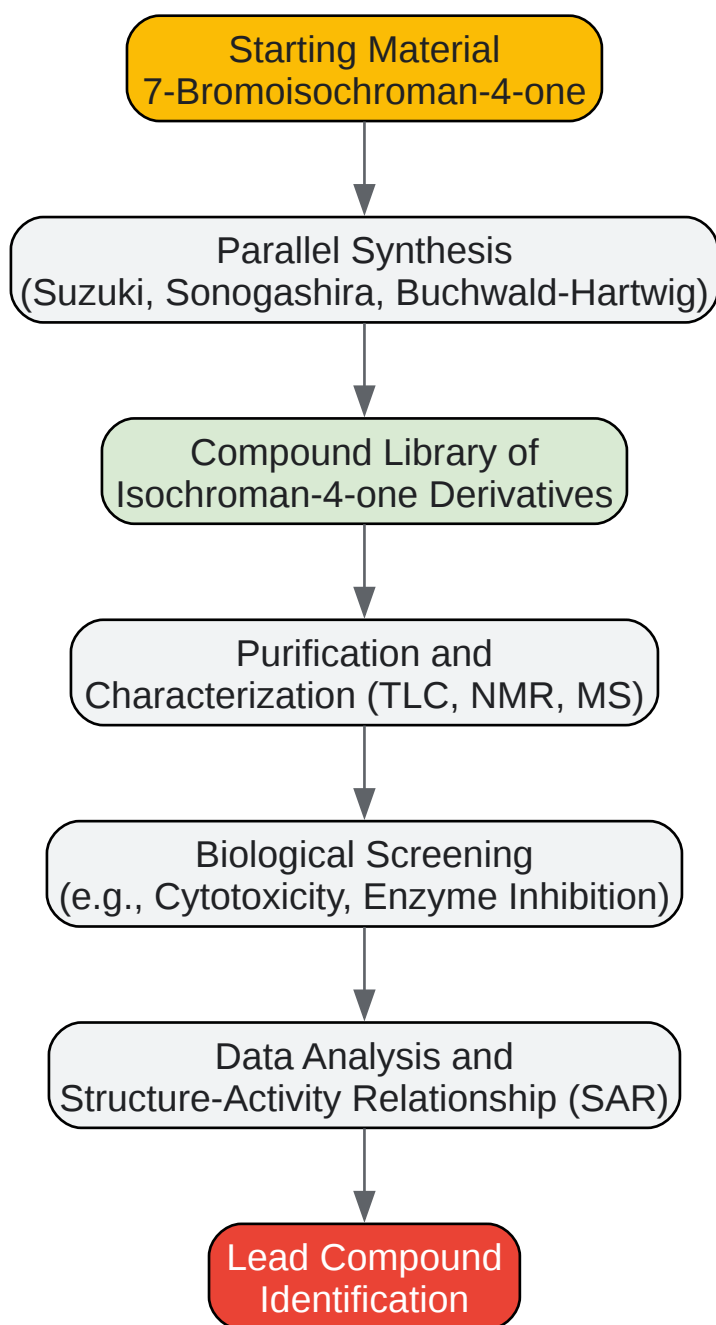 Starting Material
7-Bromoisochroman-4-one
Parallel Synthesis
(Suzuki, Sonogashira, Buchwald-Hartwig)
Compound Library of
Isochroman-4-one Derivatives
Purification and
Characterization (TLC, NMR, MS)
Biological Screening
(e.g., Cytotoxicity, Enzyme Inhibition)
Data Analysis and
Structure-Activity Relationship (SAR)
Lead Compound
Identification